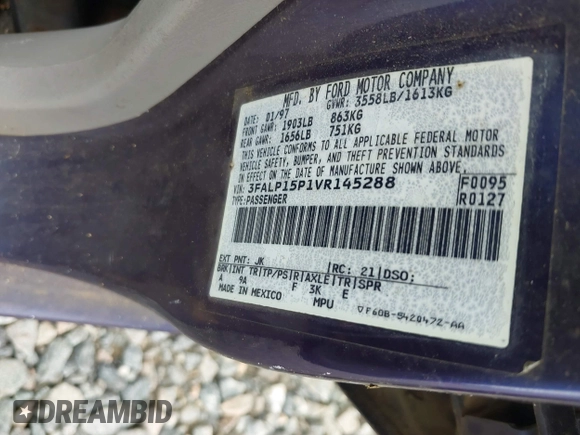 MFD. BY FORD MOTOR COMPANY
DATE: 01/97 GVWR: 3558LB/1613KG
FRONT GAWR: 1903LB 863KG
REAR GAWR: 1656LB 751KG
THIS VEHICLE CONFORMS TO ALL APPLICABLE FEDERAL MOTOR
VEHICLE SAFETY, BUMPER, AND THEFT PREVENTION STANDARDS
IN EFFECT ON THE DATE OF MANUFACTURE SHOWN ABOVE.
VIN: 3FALP15P1VR145288 F0095
TYPE: PASSENGER R0127
EXT PNT: JK RC: 21 DSO:
BRK INT TR TP/PS R AXLE TR SPR
A 9A F 3K E
MADE IN MEXICO MPU ▽F60B-5420472-AA
DREAMBID